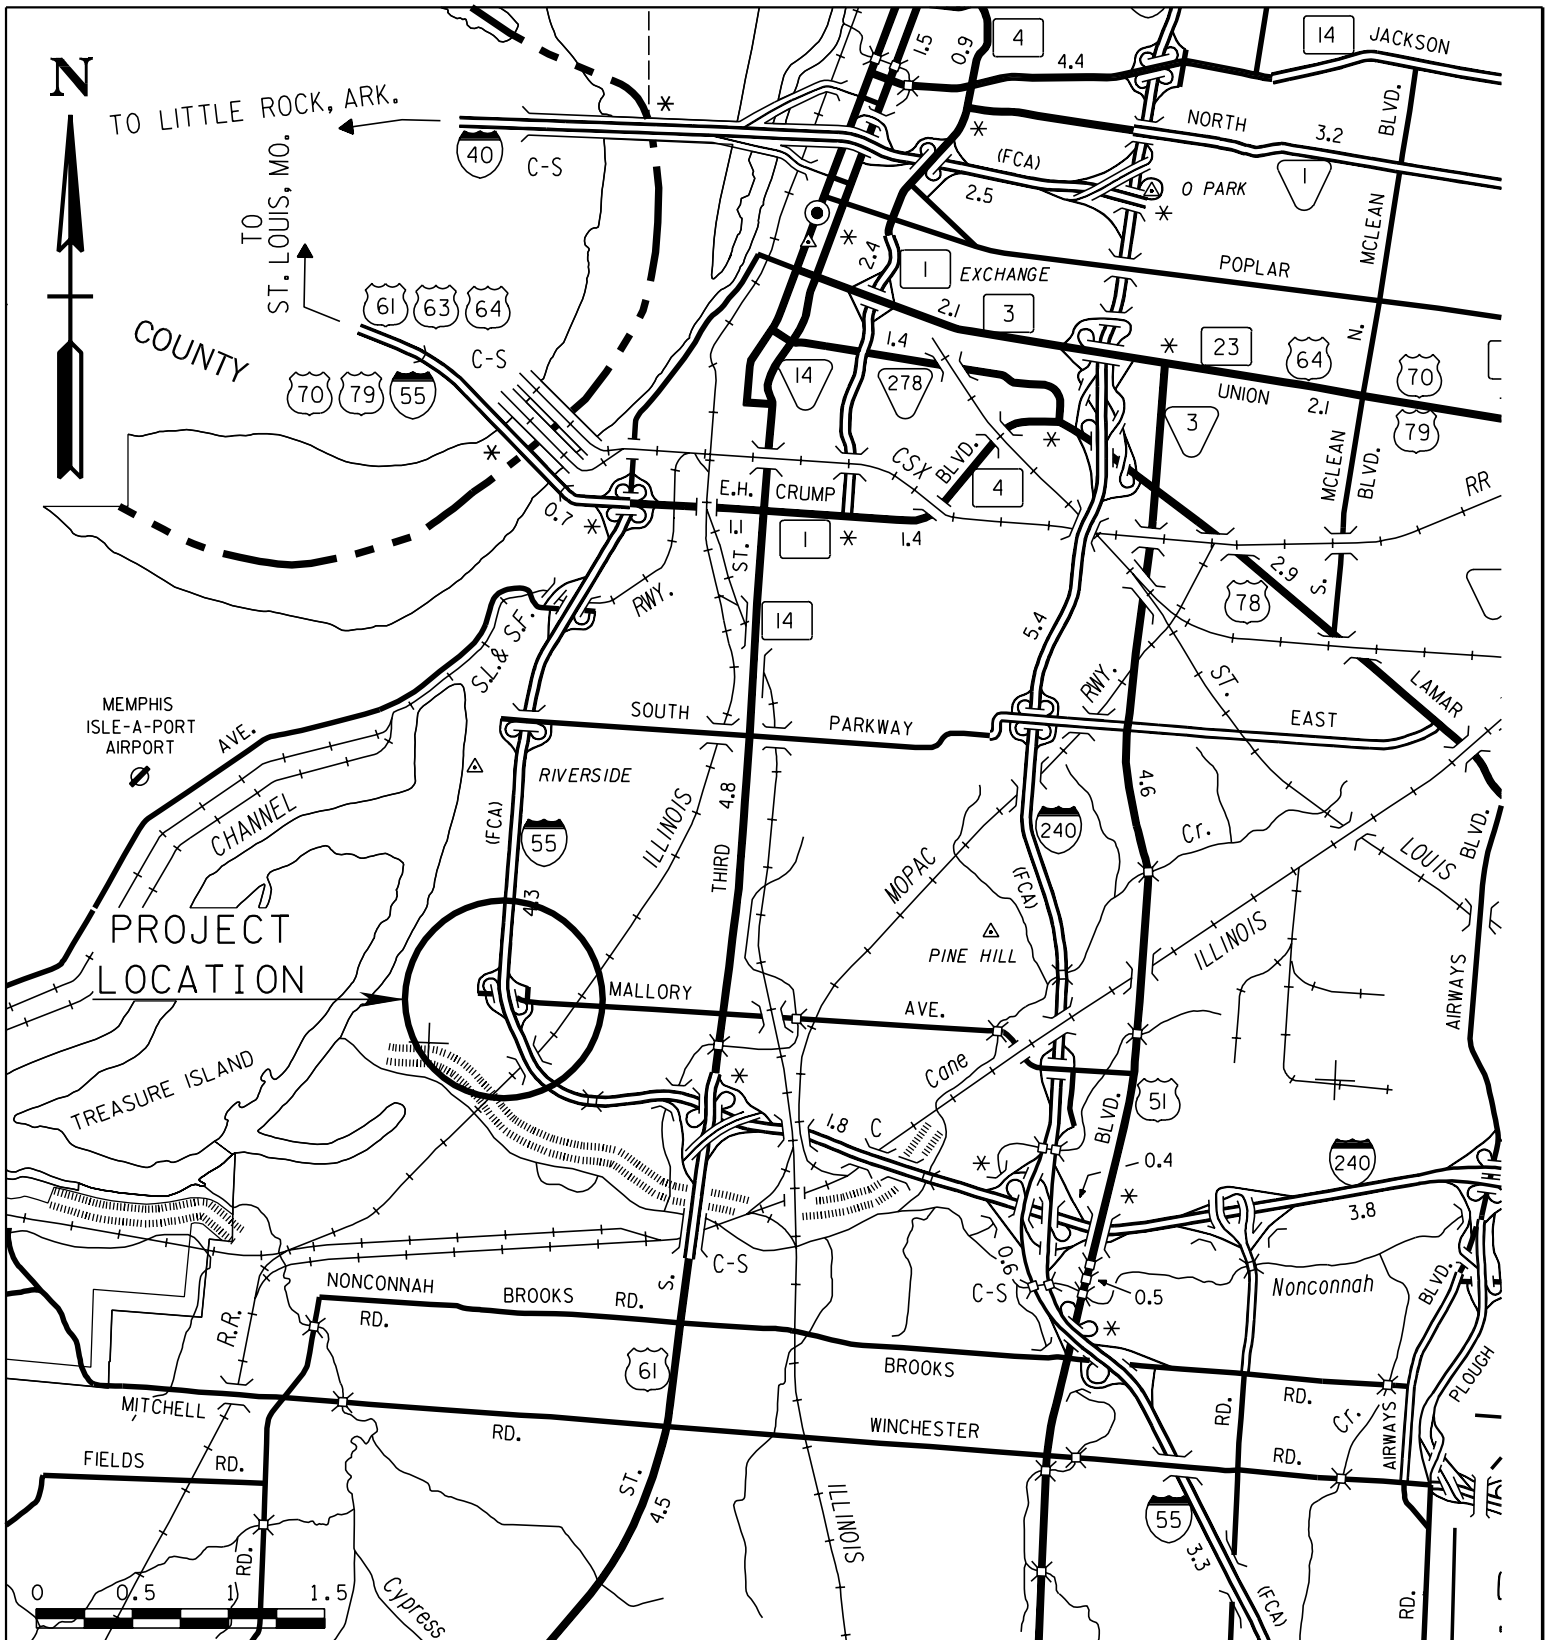 1.5
0.9
4
4.4
14
JACKSON
N
TO LITTLE ROCK, ARK.
*
40
C-S
*
(FCA)
2.5
NORTH
3.2
BLVD.
1
O PARK
*
MCLEAN
TO
ST. LOUIS, MO.
*
2.4
1
EXCHANGE
POPLAR
61
63
64
2.1
3
COUNTY
C-S
1.4
*
23
64
N.
70
70
79
55
14
278
UNION
2.1
79
3
*
*
CSX
BLVD.
4
MCLEAN
BLVD.
RR
0.7
*
E.H.
CRUMP
1.1
ST.
1
*
1.4
2.9
S.
78
RWY.
14
5.4
S.L.& S.F.
RWY.
ST.
LAMAR
MEMPHIS
ISLE-A-PORT
AIRPORT
AVE.
SOUTH
PARKWAY
EAST
RIVERSIDE
4.8
4.6
CHANNEL
(FCA)
55
ILLINOIS
240
Cr.
BLVD.
LOUIS
THIRD
MOPAC
(FCA)
4.3
PROJECT
LOCATION
PINE HILL
ILLINOIS
AIRWAYS
MALLORY
AVE.
TREASURE ISLAND
*
Cane
51
1.8
C
BLVD.
*
0.4
*
240
3.8
0.6
S.
C-S
C-S
0.5
Nonconnah
BLVD.
NONCONNAH
BROOKS
RD.
RD.
R.R.
*
61
BROOKS
PLOUGH
MITCHELL
RD.
WINCHESTER
RD.
RD.
Cr.
AIRWAYS
FIELDS
RD.
RD.
ST.
4.5
ILLINOIS
55
3.3
(FCA)
RD.
RD.
Cypress
0
0.5
1
1.5